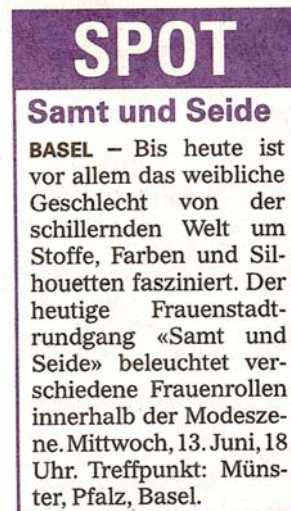 SPOT
Samt und Seide
BASEL – Bis heute ist
vor allem das weibliche
Geschlecht von der
schillernden Welt um
Stoffe, Farben und Sil-
houetten fasziniert. Der
heutige Frauenstadt-
rundgang «Samt und
Seide» beleuchtet ver-
schiedene Frauenrollen
innerhalb der Modesze-
ne. Mittwoch, 13. Juni, 18
Uhr. Treffpunkt: Müns-
ter, Pfalz, Basel.